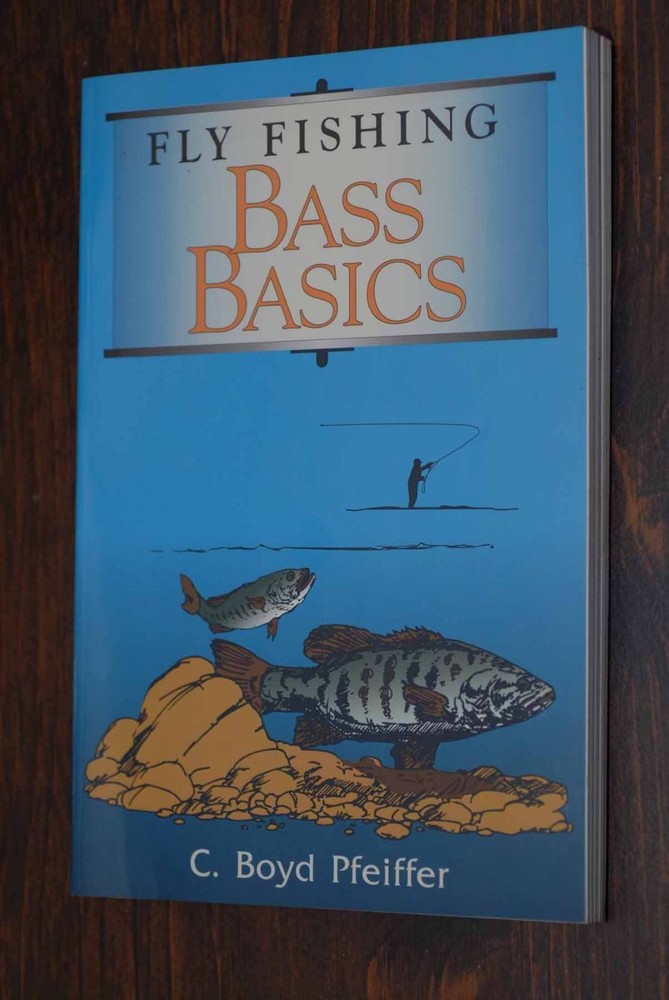 FLY FISHING
BASS
BASICS
C. Boyd Pfeiffer